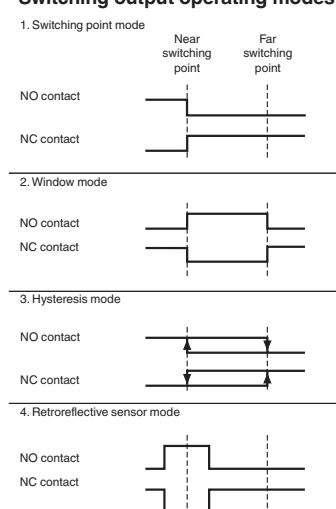 Switching output operating modes
1. Switching point mode
Near switching point
Far switching point
NO contact
NC contact
2. Window mode
NO contact
NC contact
3. Hysteresis mode
NO contact
NC contact
4. Retroreflective sensor mode
NO contact
NC contact